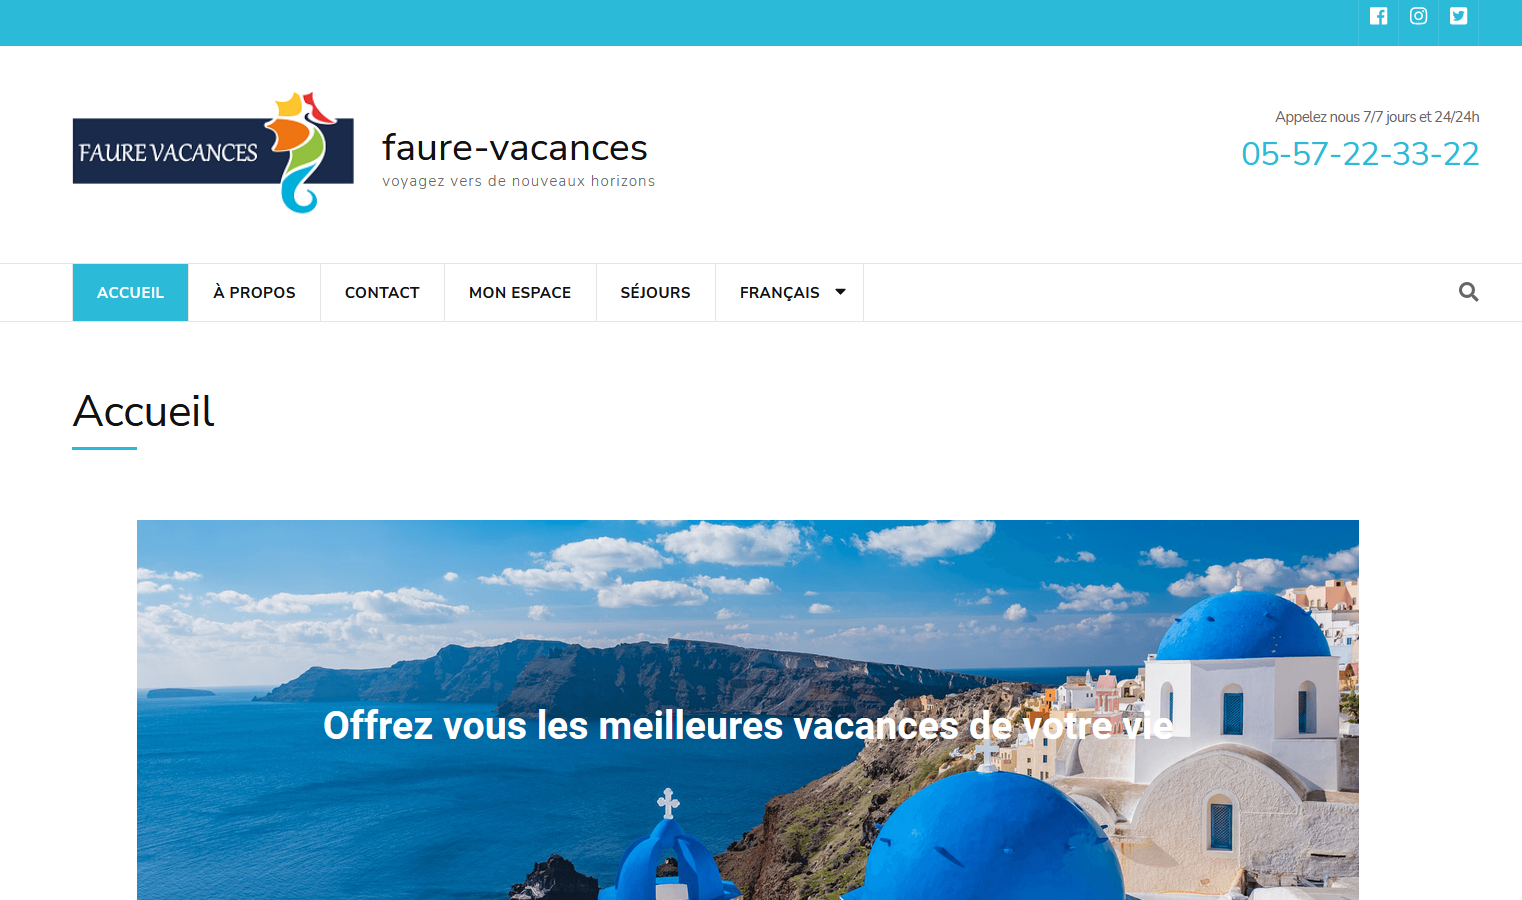 FAURE VACANCES
faure-vacances
voyagez vers de nouveaux horizons
Appelez nous 7/7 jours et 24/24h
05-57-22-33-22
ACCUEIL
À PROPOS
CONTACT
MON ESPACE
SÉJOURS
FRANÇAIS
Accueil
Offrez vous les meilleures vacances de votre vie